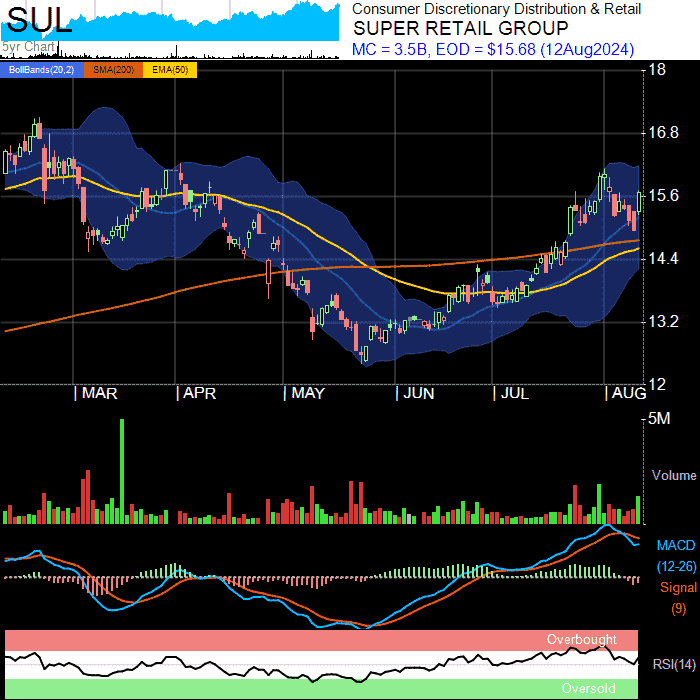 SUL
5yr Chart
Consumer Discretionary Distribution & Retail
SUPER RETAIL GROUP
MC = 3.5B, EOD = $15.68 (12Aug2024)
BollBands(20,2) SMA(200) EMA(50)
18
16.8
15.6
14.4
13.2
12
MAR APR MAY JUN JUL AUG
5M
Volume
MACD
(12-26)
Signal
(9)
Overbought
RSI(14)
Oversold